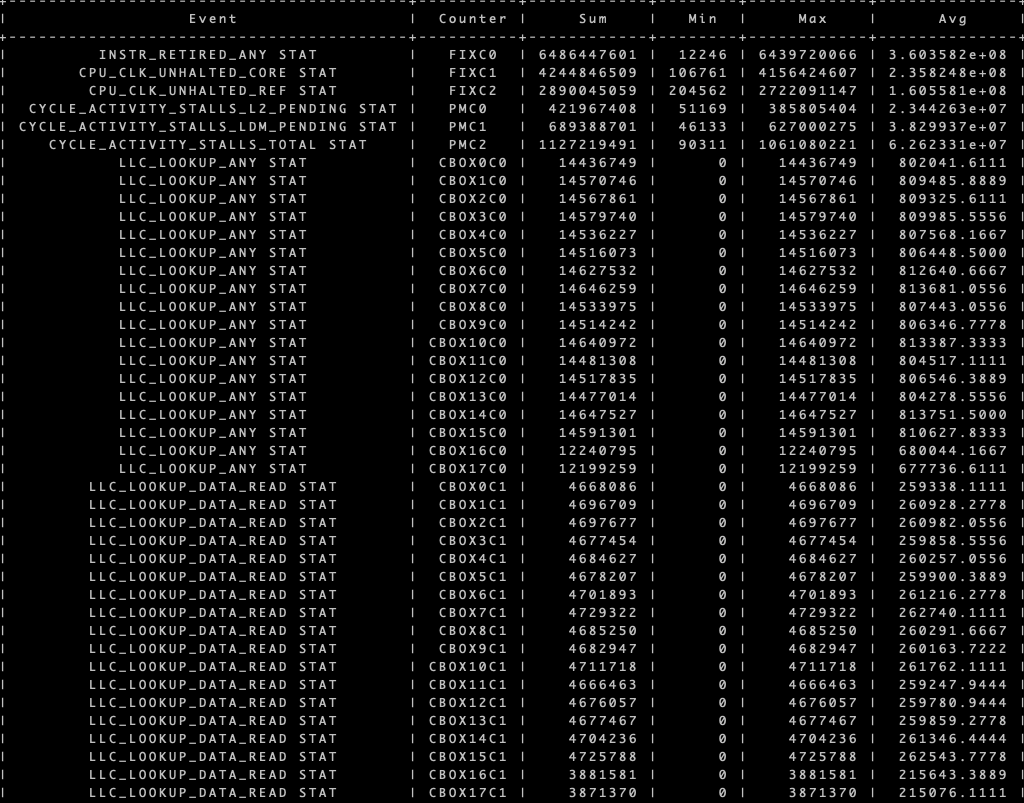 Event | Counter | Sum | Min | Max | Avg
INSTR_RETIRED_ANY STAT | FIXC0 | 6486447601 | 12246 | 6439720066 | 3.603582e+08
CPU_CLK_UNHALTED_CORE STAT | FIXC1 | 4244846509 | 106761 | 4156424607 | 2.358248e+08
CPU_CLK_UNHALTED_REF STAT | FIXC2 | 2890045059 | 204562 | 2722091147 | 1.605581e+08
CYCLE_ACTIVITY_STALLS_L2_PENDING STAT | PMC0 | 421967408 | 51169 | 385805404 | 2.344263e+07
CYCLE_ACTIVITY_STALLS_LDM_PENDING STAT | PMC1 | 689388701 | 46133 | 627000275 | 3.829937e+07
CYCLE_ACTIVITY_STALLS_TOTAL STAT | PMC2 | 1127219491 | 90311 | 1061080221 | 6.262331e+07
LLC_LOOKUP_ANY STAT | CBOX0C0 | 14436749 | 0 | 14436749 | 802041.6111
LLC_LOOKUP_ANY STAT | CBOX1C0 | 14570746 | 0 | 14570746 | 809485.8889
LLC_LOOKUP_ANY STAT | CBOX2C0 | 14567861 | 0 | 14567861 | 809325.6111
LLC_LOOKUP_ANY STAT | CBOX3C0 | 14579740 | 0 | 14579740 | 809985.5556
LLC_LOOKUP_ANY STAT | CBOX4C0 | 14536227 | 0 | 14536227 | 807568.1667
LLC_LOOKUP_ANY STAT | CBOX5C0 | 14516073 | 0 | 14516073 | 806448.5000
LLC_LOOKUP_ANY STAT | CBOX6C0 | 14627532 | 0 | 14627532 | 812640.6667
LLC_LOOKUP_ANY STAT | CBOX7C0 | 14646259 | 0 | 14646259 | 813681.0556
LLC_LOOKUP_ANY STAT | CBOX8C0 | 14533975 | 0 | 14533975 | 807443.0556
LLC_LOOKUP_ANY STAT | CBOX9C0 | 14514242 | 0 | 14514242 | 806346.7778
LLC_LOOKUP_ANY STAT | CBOX10C0 | 14640972 | 0 | 14640972 | 813387.3333
LLC_LOOKUP_ANY STAT | CBOX11C0 | 14481308 | 0 | 14481308 | 804517.1111
LLC_LOOKUP_ANY STAT | CBOX12C0 | 14517835 | 0 | 14517835 | 806546.3889
LLC_LOOKUP_ANY STAT | CBOX13C0 | 14477014 | 0 | 14477014 | 804278.5556
LLC_LOOKUP_ANY STAT | CBOX14C0 | 14647527 | 0 | 14647527 | 813751.5000
LLC_LOOKUP_ANY STAT | CBOX15C0 | 14591301 | 0 | 14591301 | 810627.8333
LLC_LOOKUP_ANY STAT | CBOX16C0 | 12240795 | 0 | 12240795 | 680044.1667
LLC_LOOKUP_ANY STAT | CBOX17C0 | 12199259 | 0 | 12199259 | 677736.6111
LLC_LOOKUP_DATA_READ STAT | CBOX0C1 | 4668086 | 0 | 4668086 | 259338.1111
LLC_LOOKUP_DATA_READ STAT | CBOX1C1 | 4696709 | 0 | 4696709 | 260928.2778
LLC_LOOKUP_DATA_READ STAT | CBOX2C1 | 4697677 | 0 | 4697677 | 260982.0556
LLC_LOOKUP_DATA_READ STAT | CBOX3C1 | 4677454 | 0 | 4677454 | 259858.5556
LLC_LOOKUP_DATA_READ STAT | CBOX4C1 | 4684627 | 0 | 4684627 | 260257.0556
LLC_LOOKUP_DATA_READ STAT | CBOX5C1 | 4678207 | 0 | 4678207 | 259900.3889
LLC_LOOKUP_DATA_READ STAT | CBOX6C1 | 4701893 | 0 | 4701893 | 261216.2778
LLC_LOOKUP_DATA_READ STAT | CBOX7C1 | 4729322 | 0 | 4729322 | 262740.1111
LLC_LOOKUP_DATA_READ STAT | CBOX8C1 | 4685250 | 0 | 4685250 | 260291.6667
LLC_LOOKUP_DATA_READ STAT | CBOX9C1 | 4682947 | 0 | 4682947 | 260163.7222
LLC_LOOKUP_DATA_READ STAT | CBOX10C1 | 4711718 | 0 | 4711718 | 261762.1111
LLC_LOOKUP_DATA_READ STAT | CBOX11C1 | 4666463 | 0 | 4666463 | 259247.9444
LLC_LOOKUP_DATA_READ STAT | CBOX12C1 | 4676057 | 0 | 4676057 | 259780.9444
LLC_LOOKUP_DATA_READ STAT | CBOX13C1 | 4677467 | 0 | 4677467 | 259859.2778
LLC_LOOKUP_DATA_READ STAT | CBOX14C1 | 4704236 | 0 | 4704236 | 261346.4444
LLC_LOOKUP_DATA_READ STAT | CBOX15C1 | 4725788 | 0 | 4725788 | 262543.7778
LLC_LOOKUP_DATA_READ STAT | CBOX16C1 | 3881581 | 0 | 3881581 | 215643.3889
LLC_LOOKUP_DATA_READ STAT | CBOX17C1 | 3871370 | 0 | 3871370 | 215076.1111